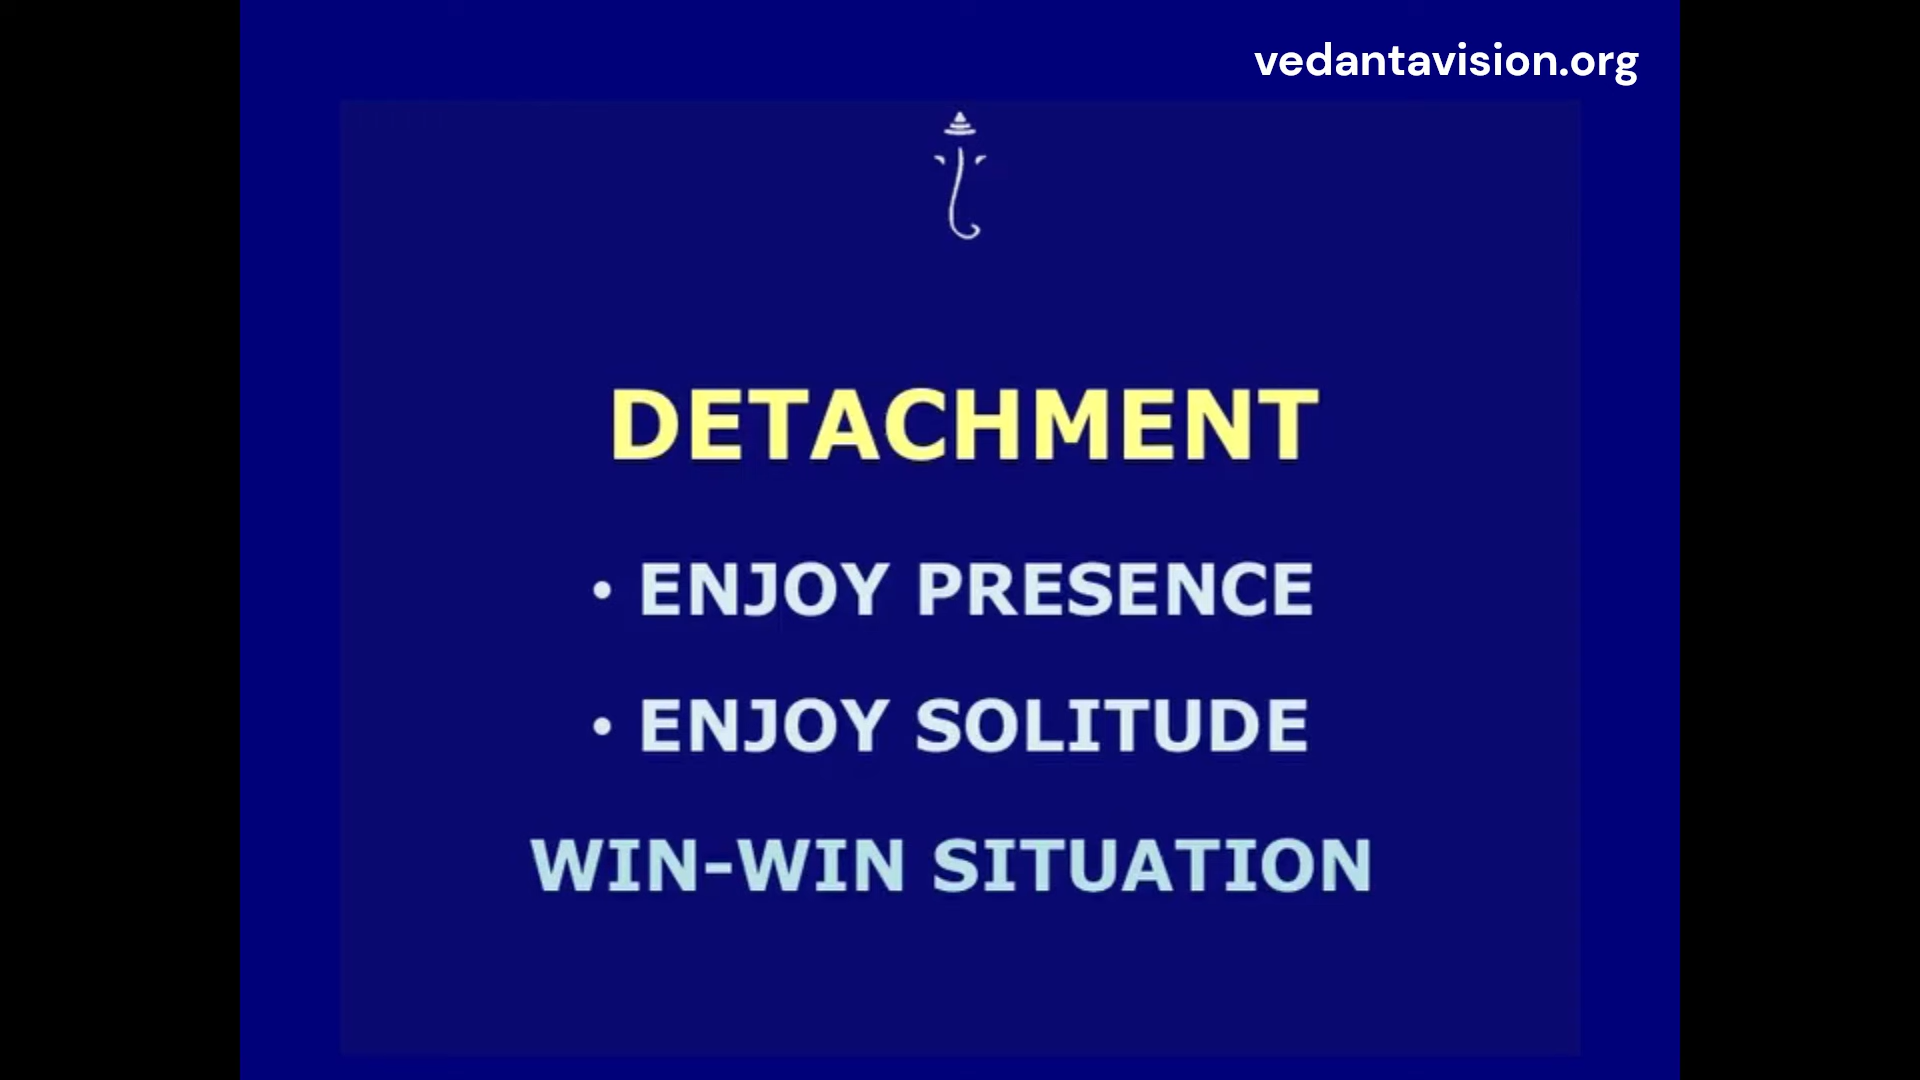 vedantavision.org
DETACHMENT
• ENJOY PRESENCE
• ENJOY SOLITUDE
WIN-WIN SITUATION